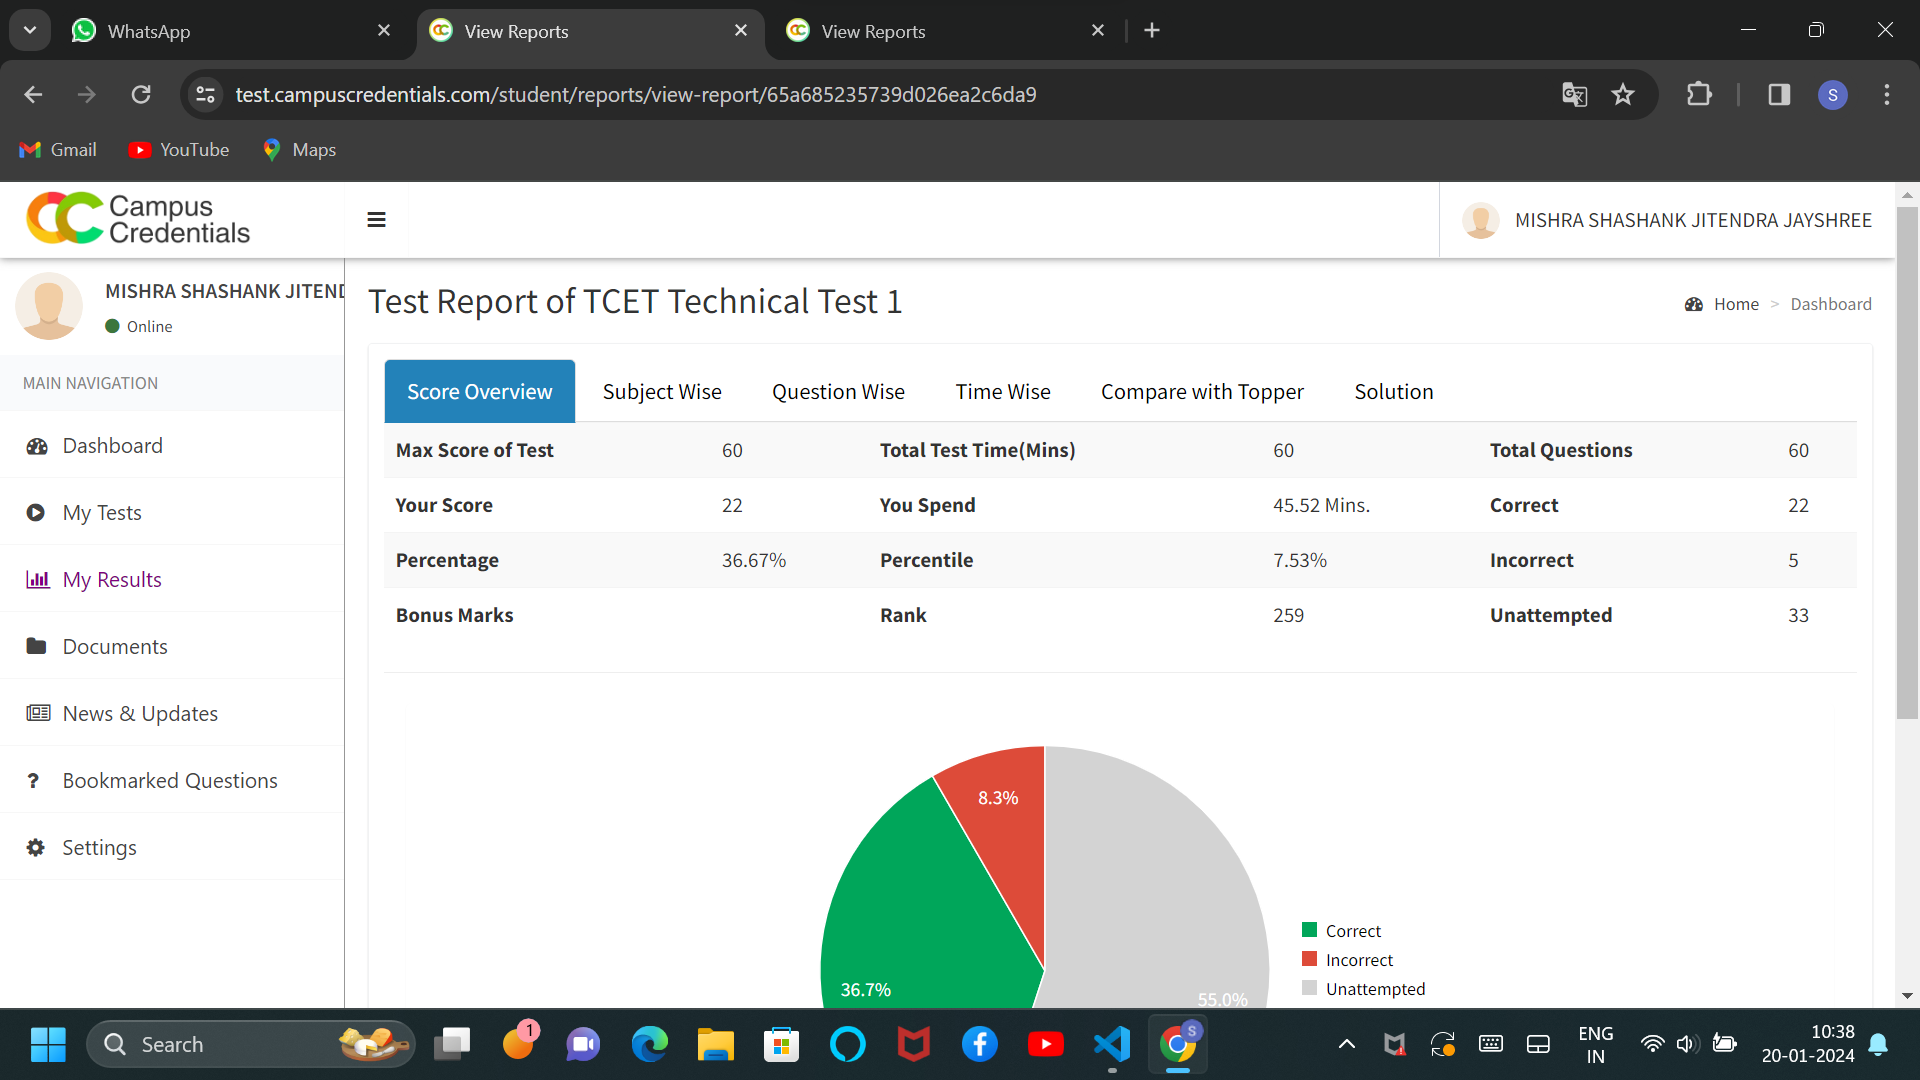 WhatsApp
View Reports
View Reports
test.campuscredentials.com/student/reports/view-report/65a685235739d026ea2c6da9
S
Gmail
YouTube
Maps
Campus
Credentials
MISHRA SHASHANK JITENDRA JAYSHREE
MISHRA SHASHANK JITEND
Online
MAIN NAVIGATION
Dashboard
My Tests
My Results
Documents
News & Updates
Bookmarked Questions
Settings
Test Report of TCET Technical Test 1
Home > Dashboard
Score Overview Subject Wise Question Wise Time Wise Compare with Topper Solution
Max Score of Test 60 Total Test Time(Mins) 60 Total Questions 60
Your Score 22 You Spend 45.52 Mins. Correct 22
Percentage 36.67% Percentile 7.53% Incorrect 5
Bonus Marks Rank 259 Unattempted 33
8.3%
36.7%
55.0%
Correct
Incorrect
Unattempted
Search
1
S
ENG
IN
10:38
20-01-2024